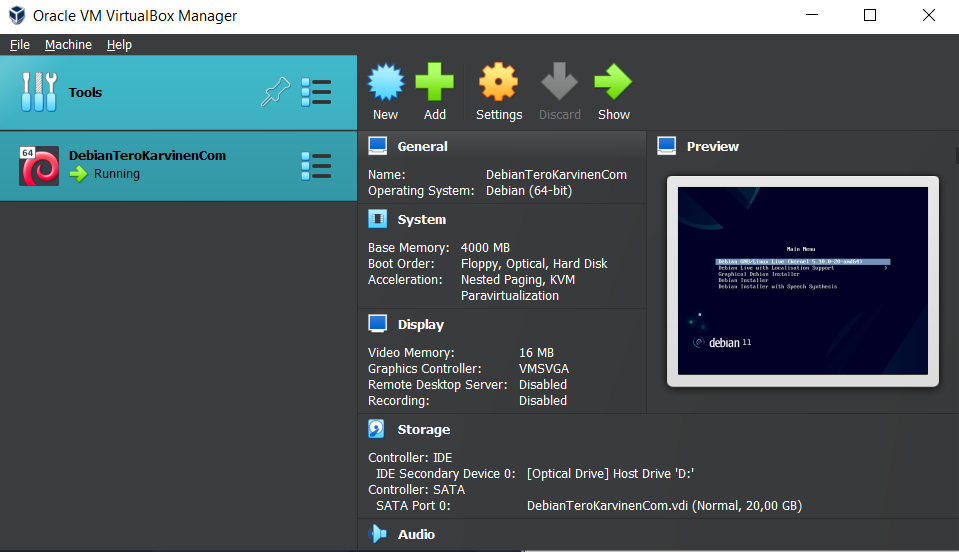 Oracle VM VirtualBox Manager
File Machine Help
Tools
New Add Settings Discard Show
64
DebianTeroKarvinenCom
Running
General
Name: DebianTeroKarvinenCom
Operating System: Debian (64-bit)
System
Base Memory: 4000 MB
Boot Order: Floppy, Optical, Hard Disk
Acceleration: Nested Paging, KVM
Paravirtualization
Display
Video Memory: 16 MB
Graphics Controller: VMSVGA
Remote Desktop Server: Disabled
Recording: Disabled
Preview
Main Menu
Debian GNU/Linux Live (kernel 5.10.0-20-amd64)
Debian Live with Localisation Support >
Graphical Debian Installer
Debian Installer
Debian Installer with Speech Synthesis
debian 11
Storage
Controller: IDE
IDE Secondary Device 0: [Optical Drive] Host Drive 'D:'
Controller: SATA
SATA Port 0: DebianTeroKarvinenCom.vdi (Normal, 20,00 GB)
Audio